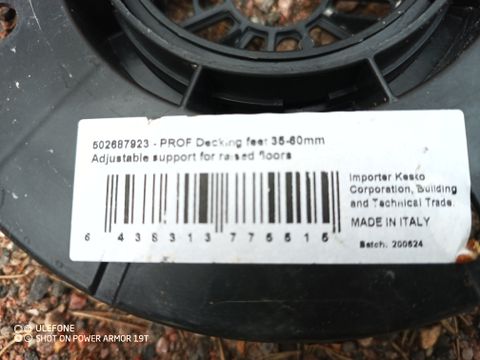 502687923 - PROF Decking feet 35-60mm
Adjustable support for raised floors
Importer Kesko
Corporation, Building
and Technical Trade.
MADE IN ITALY
Batch: 200624
6 438313 775515
ULEFONE
SHOT ON POWER ARMOR 19T